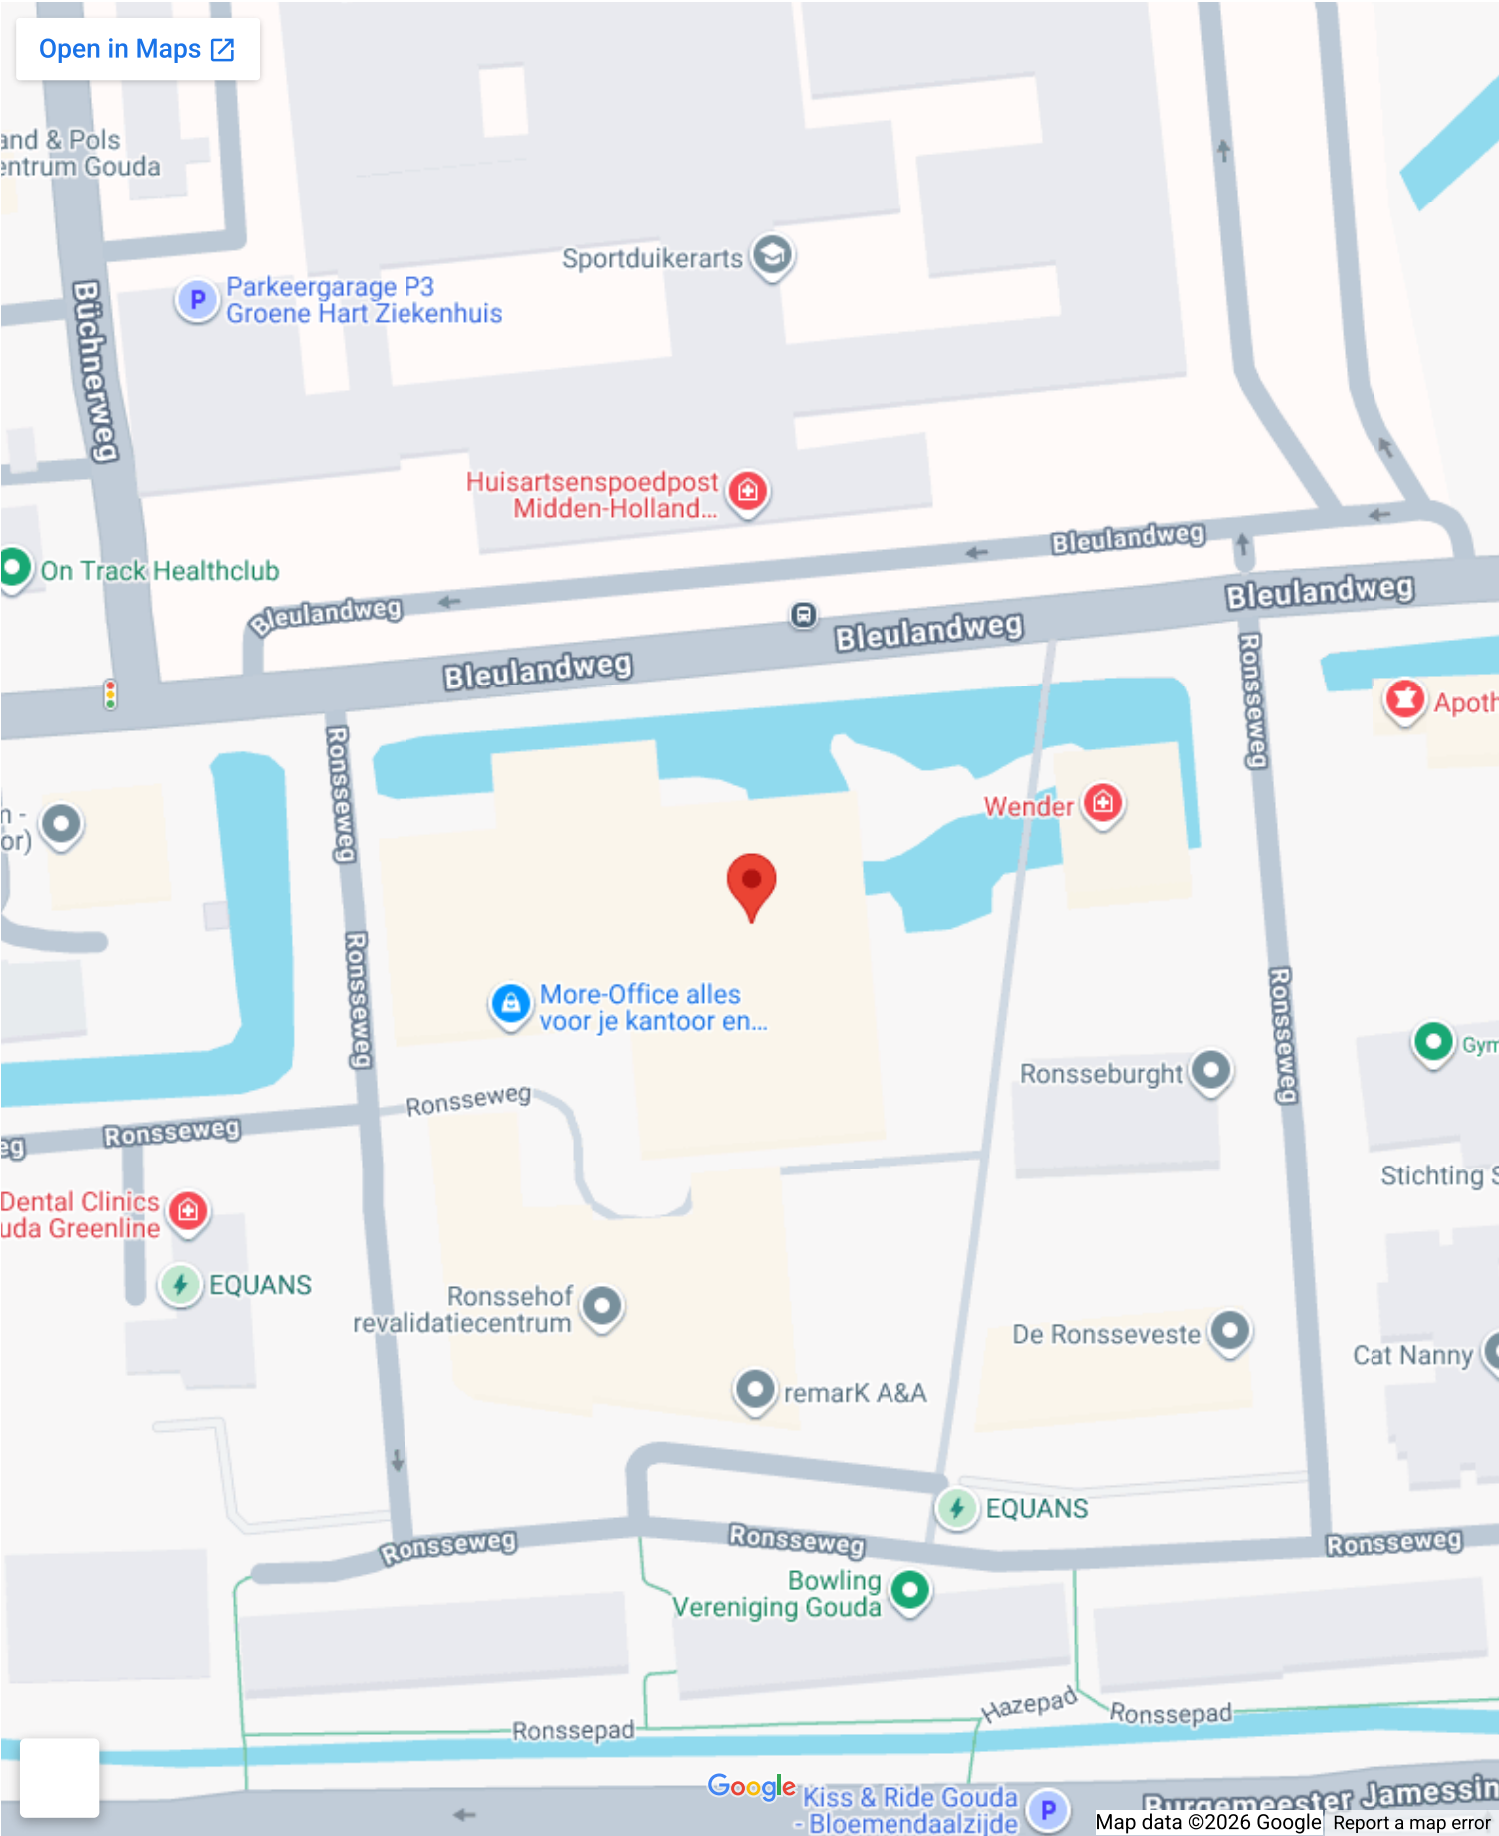 Open in Maps
and & Pols
entrum Gouda
Büchnerweg
Parkeergarage P3
Groene Hart Ziekenhuis
Sportduikerarts
Huisartsenspoedpost
Midden-Holland...
On Track Healthclub
Bleulandweg
Bleulandweg
Bleulandweg
Bleulandweg
Bleulandweg
Ronsseweg
Ronsseweg
Apoth
n -
or)
Wender
Ronsseweg
More-Office alles
voor je kantoor en...
Ronsseweg
Gym
Ronsseburght
Ronsseweg
Ronsseweg
eg
Stichting S
Dental Clinics
uda Greenline
EQUANS
Ronssehof
revalidatiecentrum
De Ronsseveste
Cat Nanny
remarK A&A
EQUANS
Ronsseweg
Ronsseweg
Ronsseweg
Bowling
Vereniging Gouda
Hazepad
Ronssepad
Ronssepad
Google
Kiss & Ride Gouda
- Bloemendaalzijde
Burgemeester Jamessin
Map data ©2026 Google
Report a map error